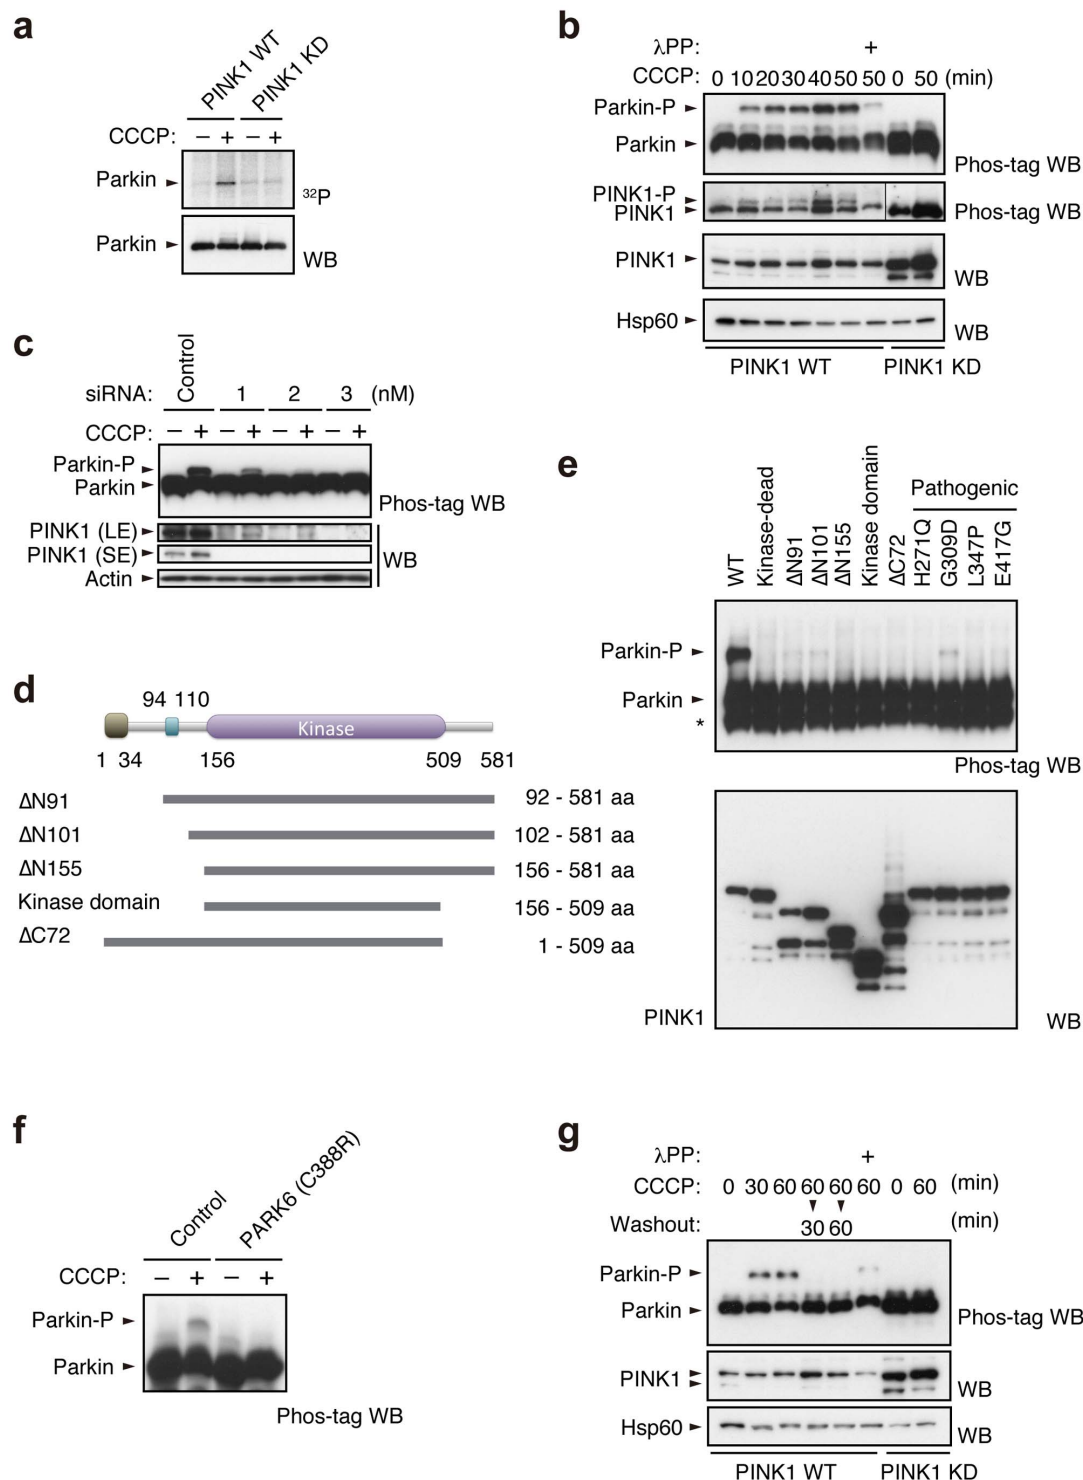 a
PINK1 WT
PINK1 KD
CCCP: – + – +
Parkin
32P
Parkin
WB
b
λPP: +
CCCP: 0 10 20 30 40 50 50 0 50 (min)
Parkin-P
Parkin
Phos-tag WB
PINK1-P
PINK1
Phos-tag WB
PINK1
WB
Hsp60
WB
PINK1 WT PINK1 KD
c
Control
siRNA: 1 2 3 (nM)
CCCP: – + – + – + – +
Parkin-P
Parkin
Phos-tag WB
PINK1 (LE)
PINK1 (SE)
WB
Actin
d
94 110
Kinase
1 34 156 509 581
ΔN91 92 - 581 aa
ΔN101 102 - 581 aa
ΔN155 156 - 581 aa
Kinase domain 156 - 509 aa
ΔC72 1 - 509 aa
e
Pathogenic
WT
Kinase-dead
ΔN91
ΔN101
ΔN155
Kinase domain
ΔC72
H271Q
G309D
L347P
E417G
Parkin-P
Parkin
*
Phos-tag WB
PINK1
WB
f
Control
PARK6 (C388R)
CCCP: – + – +
Parkin-P
Parkin
Phos-tag WB
g
λPP: +
CCCP: 0 30 60 60 60 60 0 60 (min)
Washout: 30 60 (min)
Parkin-P
Parkin
Phos-tag WB
PINK1
WB
Hsp60
WB
PINK1 WT PINK1 KD